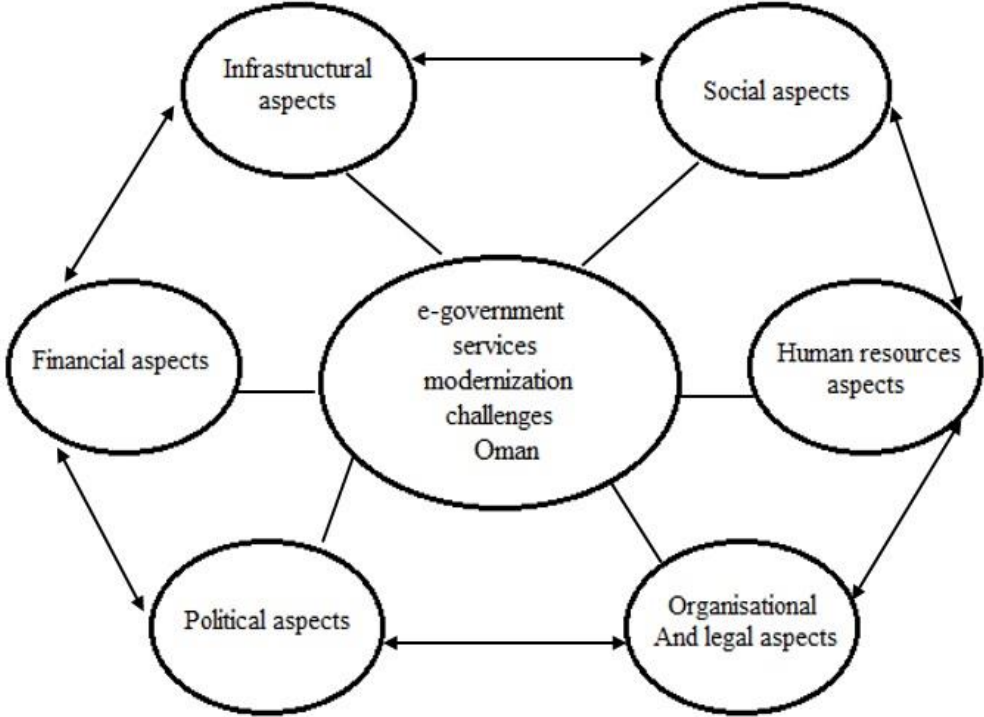 Infrastructural
aspects
Social aspects
Financial aspects
e-government
services
modernization
challenges
Oman
Human resources
aspects
Political aspects
Organisational
And legal aspects